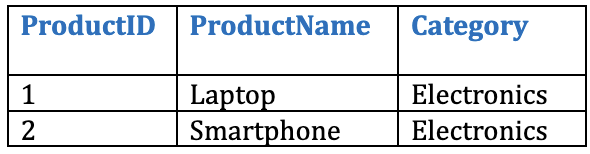 ProductID ProductName Category
1 Laptop Electronics
2 Smartphone Electronics